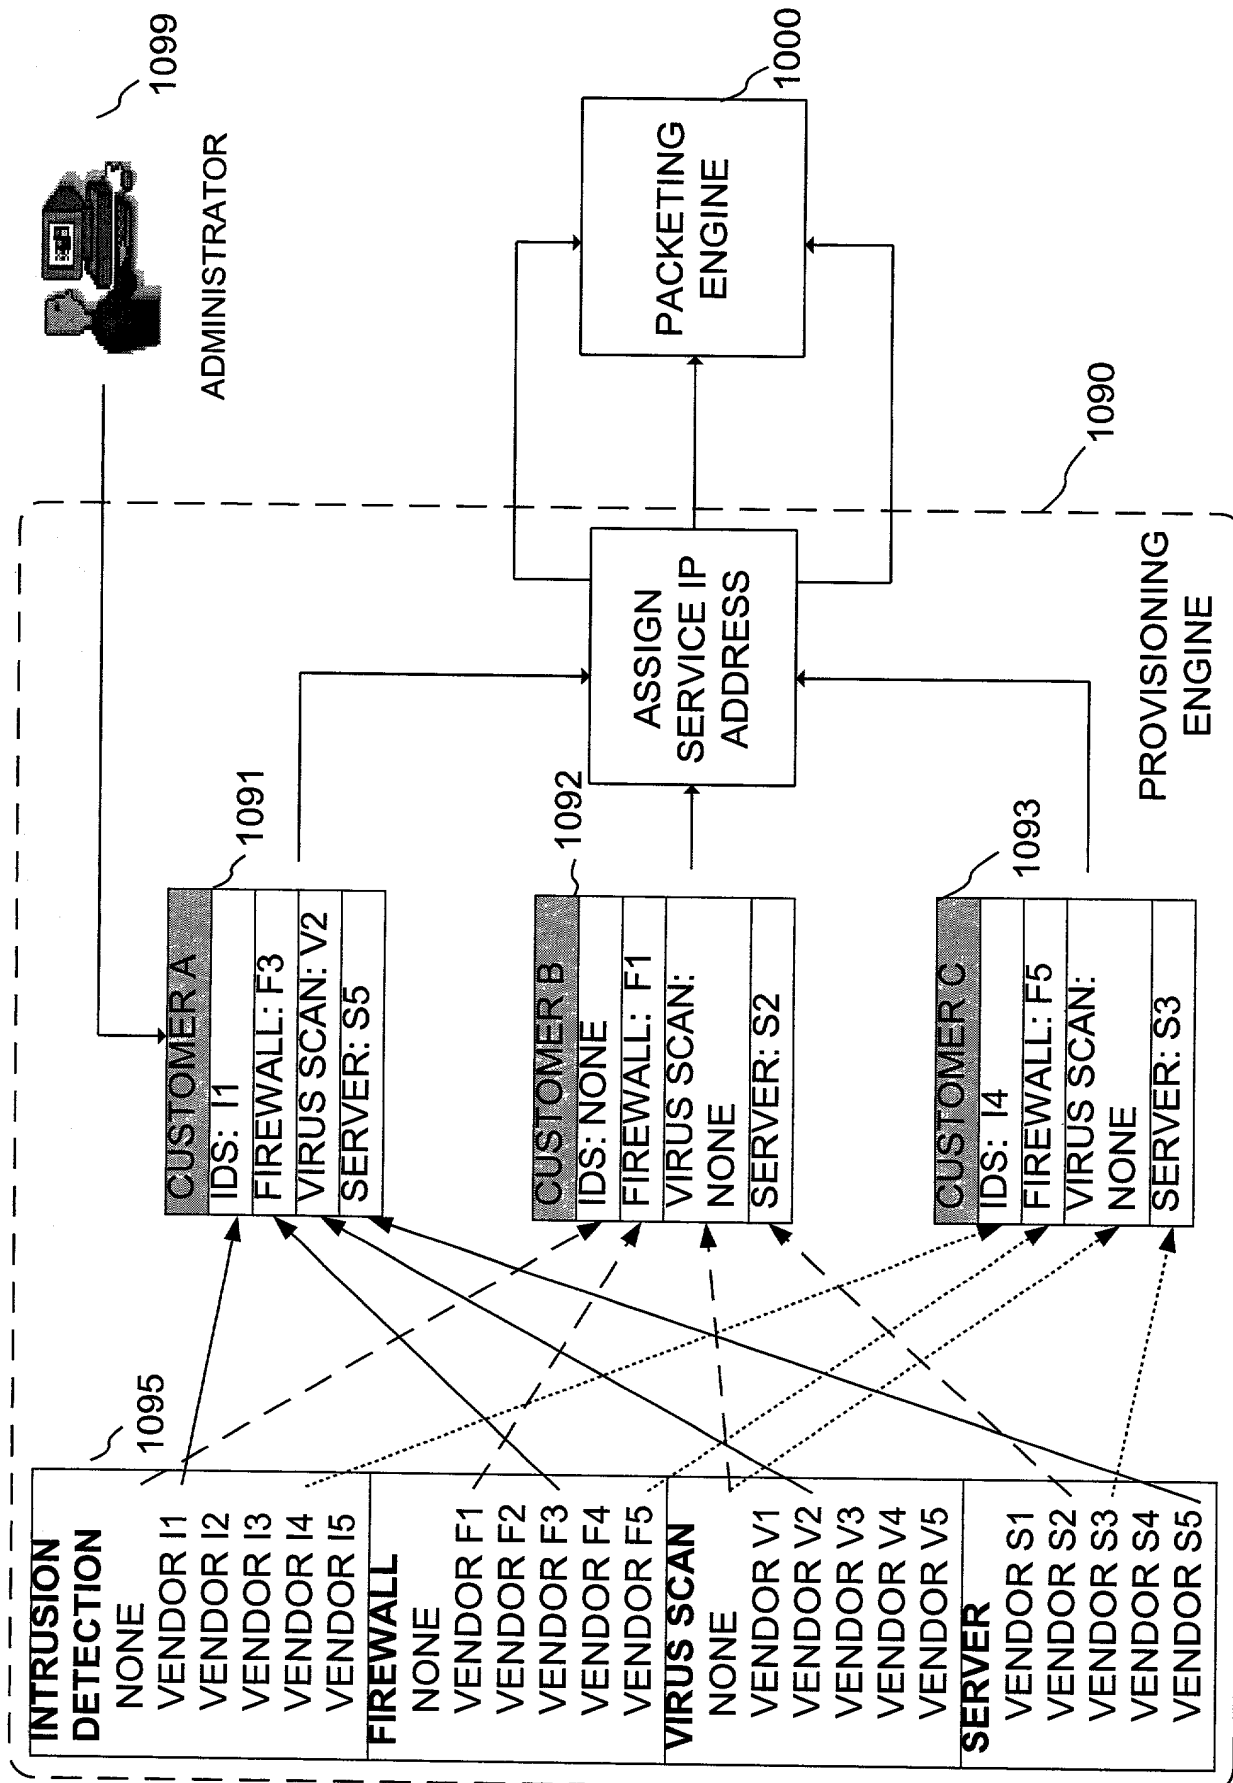 INTRUSION
DETECTION
NONE
VENDOR I1
VENDOR I2
VENDOR I3
VENDOR I4
VENDOR I5
FIREWALL
NONE
VENDOR F1
VENDOR F2
VENDOR F3
VENDOR F4
VENDOR F5
VIRUS SCAN
NONE
VENDOR V1
VENDOR V2
VENDOR V3
VENDOR V4
VENDOR V5
SERVER
VENDOR S1
VENDOR S2
VENDOR S3
VENDOR S4
VENDOR S5
1095
CUSTOMER A
IDS: I1
FIREWALL: F3
VIRUS SCAN: V2
SERVER: S5
1091
CUSTOMER B
IDS: NONE
FIREWALL: F1
VIRUS SCAN:
NONE
SERVER: S2
1092
CUSTOMER C
IDS: I4
FIREWALL: F5
VIRUS SCAN:
NONE
SERVER: S3
1093
ASSIGN
SERVICE IP
ADDRESS
PROVISIONING
ENGINE
1090
PACKETING
ENGINE
1000
ADMINISTRATOR
1099